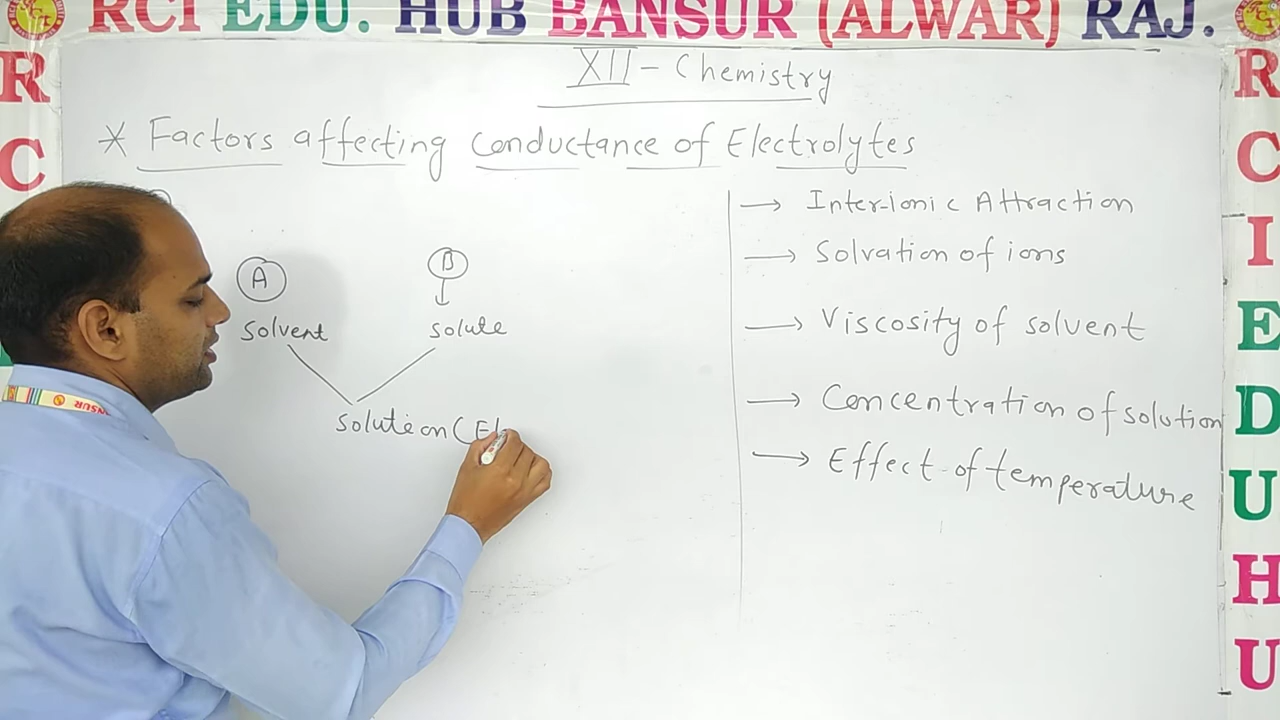 RCI EDU. HUB BANSUR (ALWAR) RAJ.
XII - Chemistry
* Factors affecting conductance of Electrolytes
A
B
Solvent
solute
solution (El
→ Inter-ionic Attraction
→ Solvation of ions
→ Viscosity of solvent
→ Concentration of solution
→ Effect of temperature
R
C
R
C
I
E
D
U
H
U